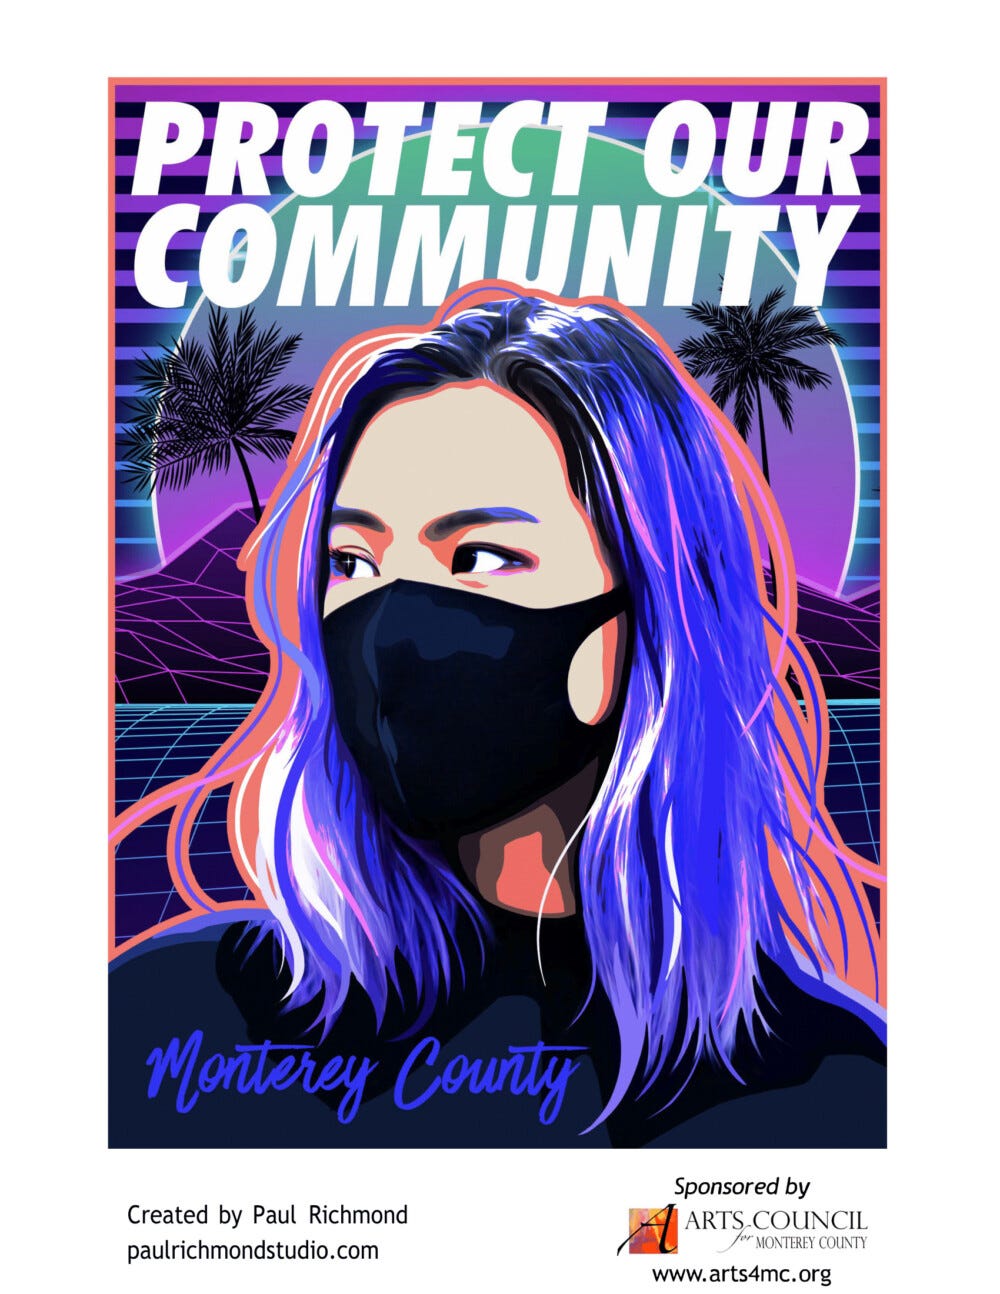 PROTECT OUR
COMMUNITY
Monterey County
Created by Paul Richmond
paulrichmondstudio.com
Sponsored by
A ARTS COUNCIL
for MONTEREY COUNTY
www.arts4mc.org